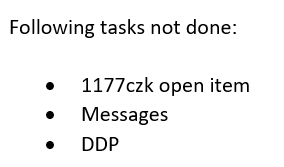 Following tasks not done:
• 1177czk open item
• Messages
• DDP